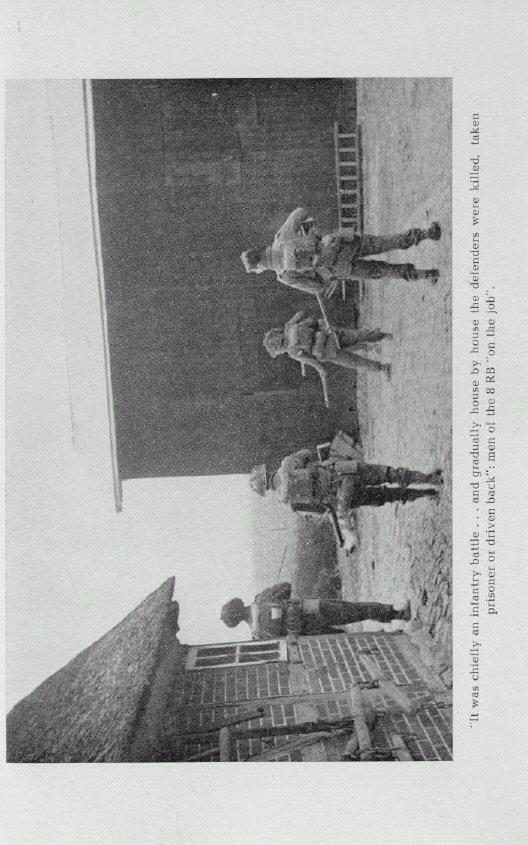 "It was chiefly an infantry battle . . . and gradually house by house the defenders were killed, taken
prisoner or driven back": men of the 8 RB "on the job".